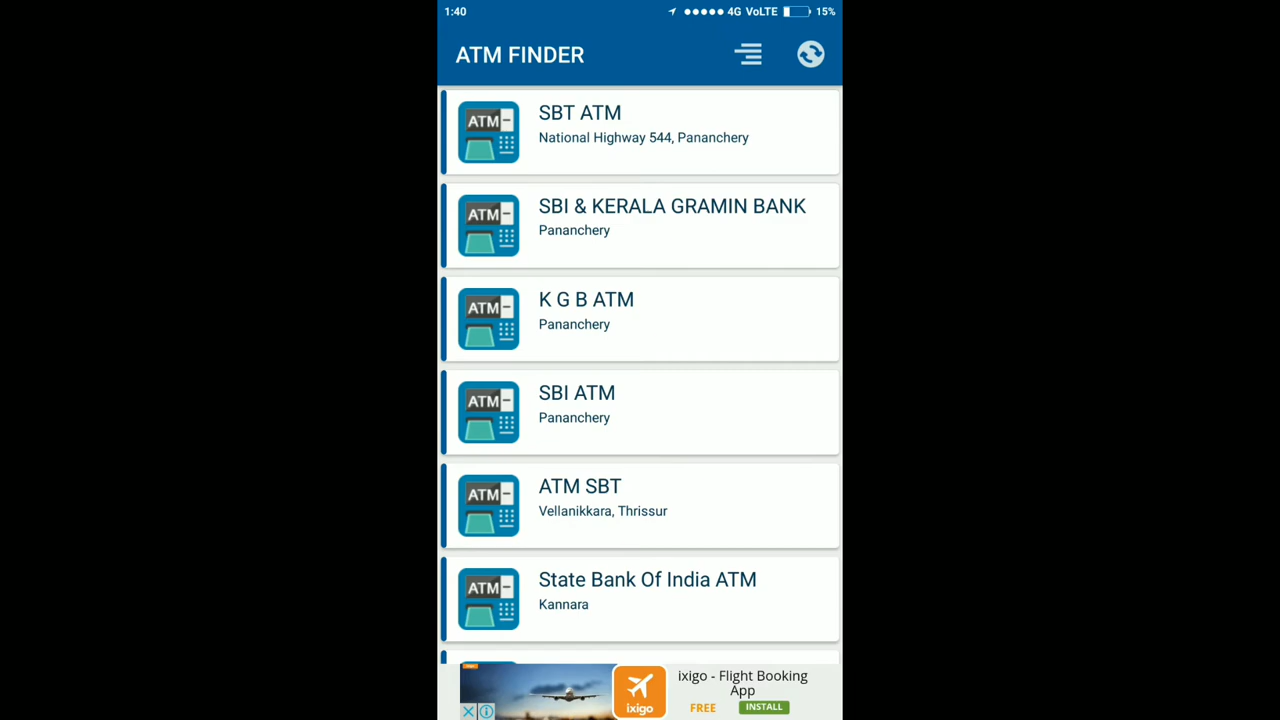 1:40 4G VoLTE 15%
ATM FINDER
ATM
SBT ATM
National Highway 544, Pananchery
ATM
SBI & KERALA GRAMIN BANK
Pananchery
ATM
K G B ATM
Pananchery
ATM
SBI ATM
Pananchery
ATM
ATM SBT
Vellanikkara, Thrissur
ATM
State Bank Of India ATM
Kannara
ixigo
ixigo - Flight Booking
App
FREE INSTALL